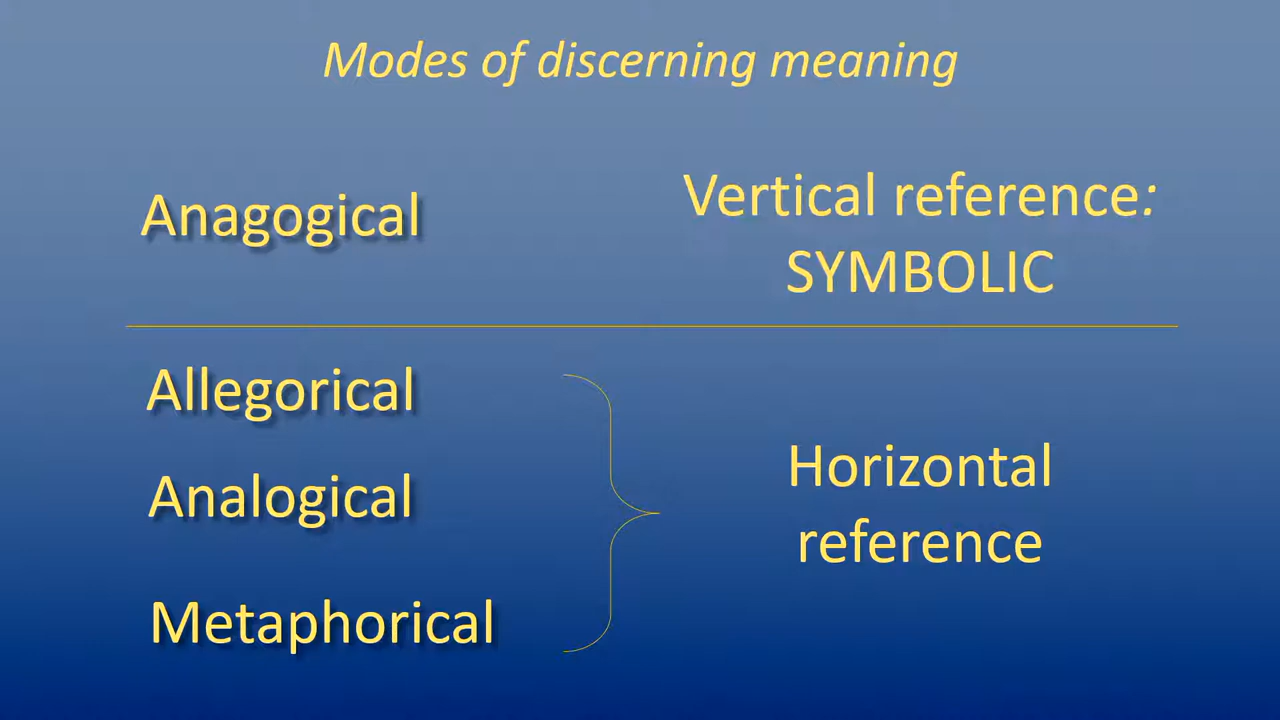 Modes of discerning meaning
Anagogical
Vertical reference:
SYMBOLIC
Allegorical
Analogical
Metaphorical
Horizontal
reference